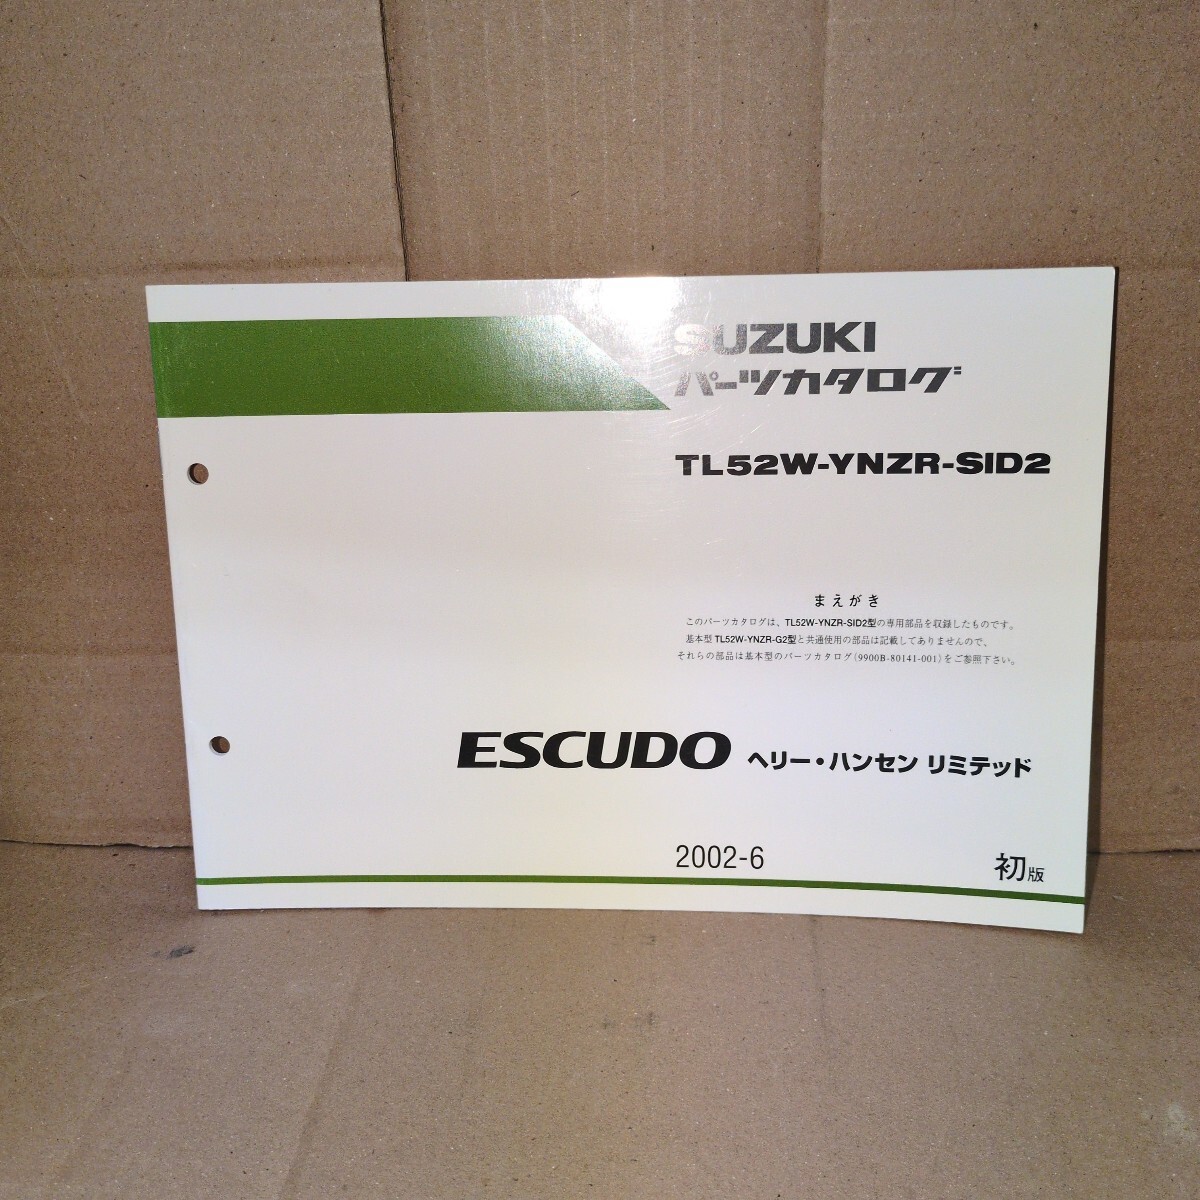 SUZUKI
パーツカタログ
TL52W-YNZR-SID2
まえがき
このパーツカタログは、TL52W-YNZR-SID2型の専用部品を収録したものです。
基本型 TL52W-YNZR-G2型と共通使用の部品は記載してありませんので、
それらの部品は基本型のパーツカタログ(9900B-80141-001)をご参照下さい。
ESCUDO ヘリー・ハンセン リミテッド
2002-6 初版